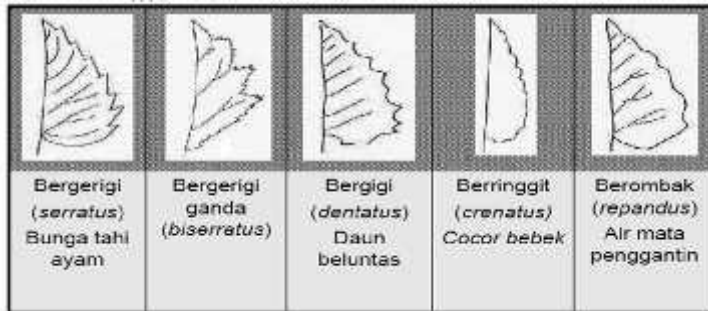 Bergerigi
(serratus)
Bunga tahi
ayam
Bergerigi
ganda
(biserratus)
Bergigi
(dentatus)
Daun
beluntas
Berringgit
(crenatus)
Cocor bebek
Berombak
(repandus)
Air mata
penggantin